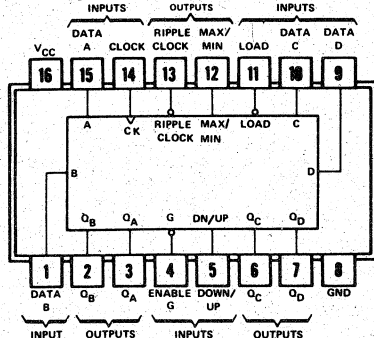 INPUTS OUTPUTS INPUTS
DATA RIPPLE MAX/ DATA DATA
VCC A CLOCK CLOCK MIN LOAD C D
16 15 14 13 12 11 10 9
A CK RIPPLE MAX/ LOAD C
CLOCK MIN
B D
QB QA G DN/UP QC QD
1 2 3 4 5 6 7 8
DATA QB QA ENABLE DOWN/ QC QD GND
B G UP
INPUT OUTPUTS INPUTS OUTPUTS